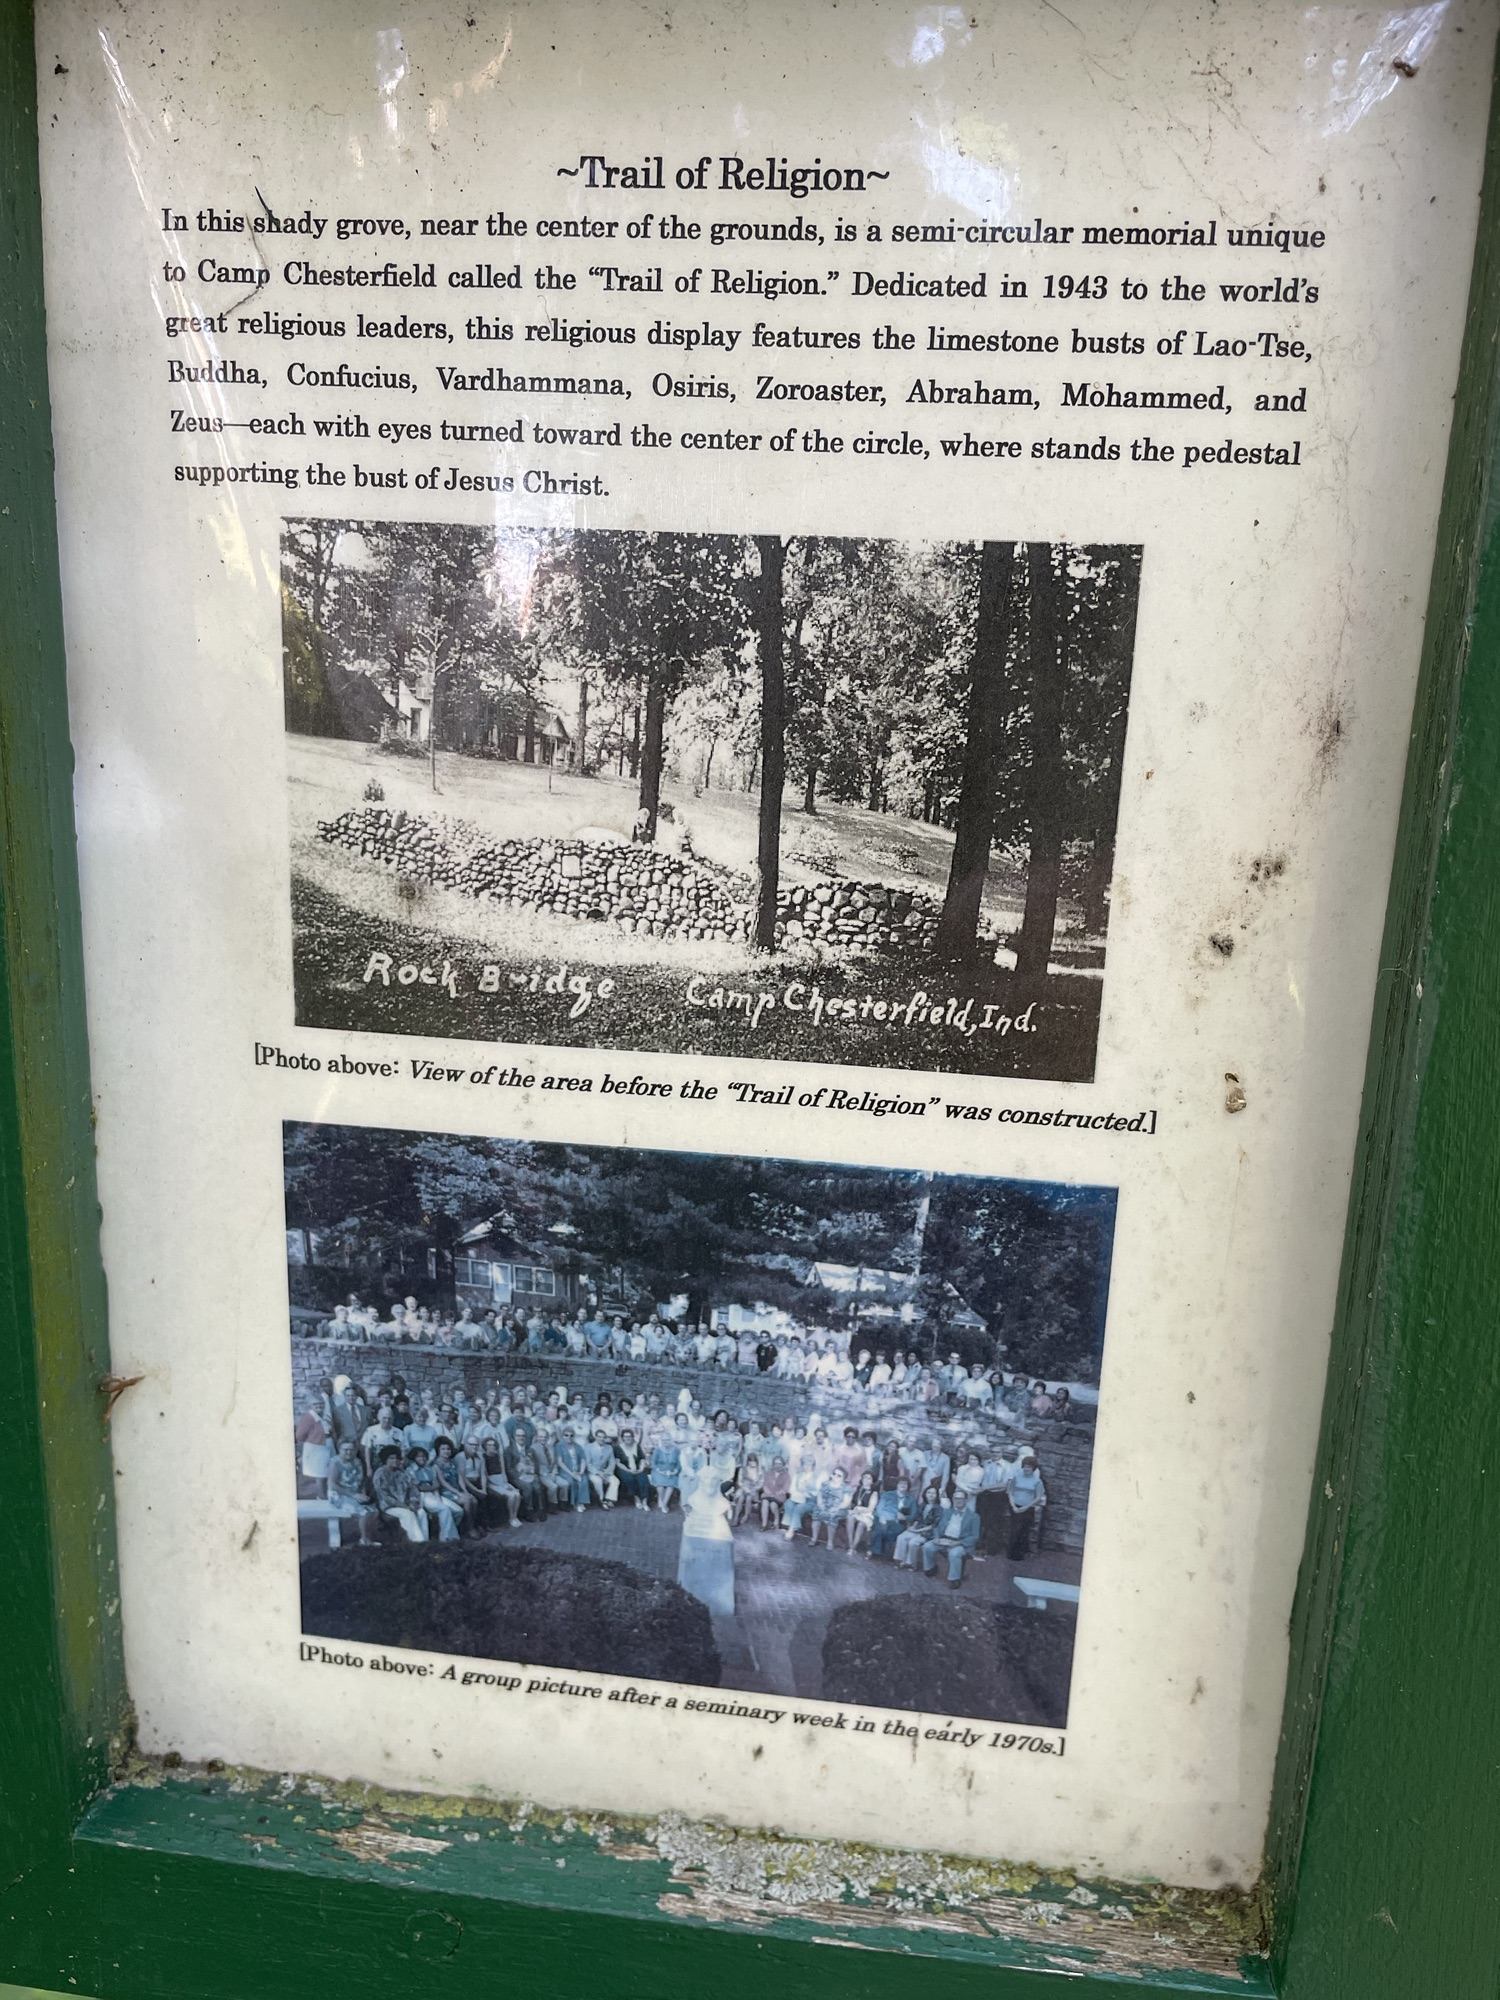 ~Trail of Religion~
In this shady grove, near the center of the grounds, is a semi-circular memorial unique
to Camp Chesterfield called the “Trail of Religion.” Dedicated in 1943 to the world’s
great religious leaders, this religious display features the limestone busts of Lao-Tse,
Buddha, Confucius, Vardhammana, Osiris, Zoroaster, Abraham, Mohammed, and
Zeus—each with eyes turned toward the center of the circle, where stands the pedestal
supporting the bust of Jesus Christ.
Rock Bridge Camp Chesterfield, Ind.
[Photo above: View of the area before the “Trail of Religion” was constructed.]
[Photo above: A group picture after a seminary week in the early 1970s.]